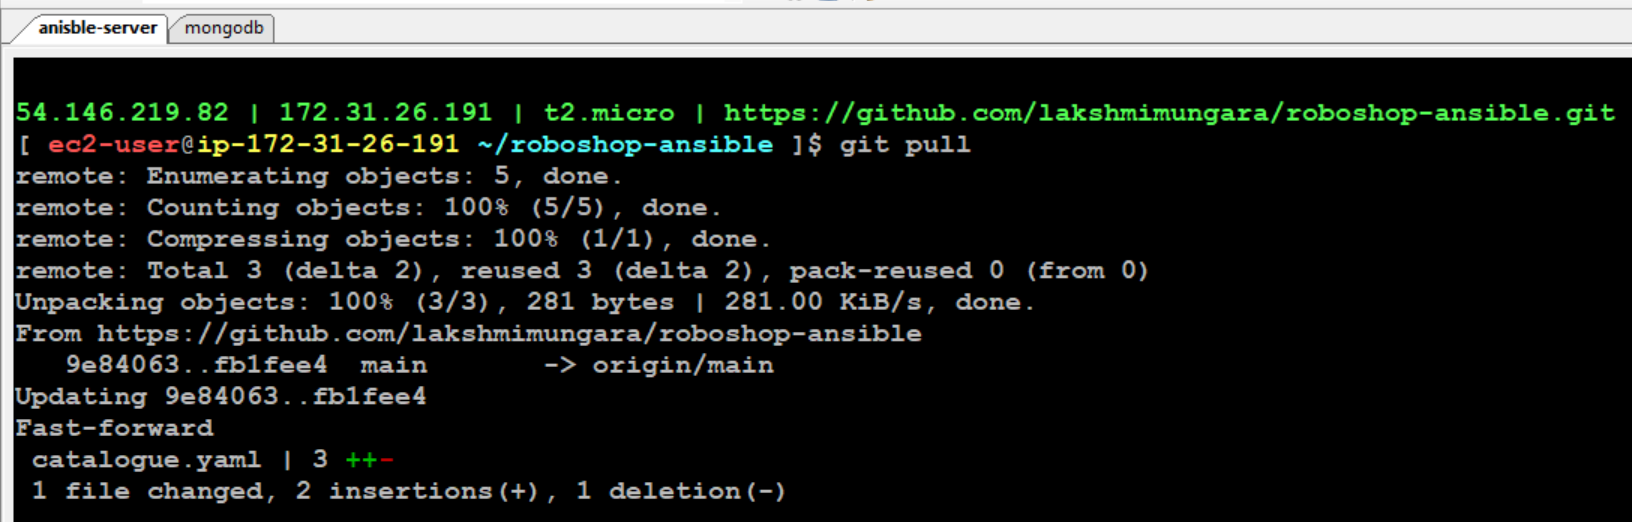 anisble-server mongodb
54.146.219.82 | 172.31.26.191 | t2.micro | https://github.com/lakshmimungara/roboshop-ansible.git
[ ec2-user@ip-172-31-26-191 ~/roboshop-ansible ]$ git pull
remote: Enumerating objects: 5, done.
remote: Counting objects: 100% (5/5), done.
remote: Compressing objects: 100% (1/1), done.
remote: Total 3 (delta 2), reused 3 (delta 2), pack-reused 0 (from 0)
Unpacking objects: 100% (3/3), 281 bytes | 281.00 KiB/s, done.
From https://github.com/lakshmimungara/roboshop-ansible
   9e84063..fb1fee4  main       -> origin/main
Updating 9e84063..fb1fee4
Fast-forward
 catalogue.yaml | 3 ++-
 1 file changed, 2 insertions(+), 1 deletion(-)